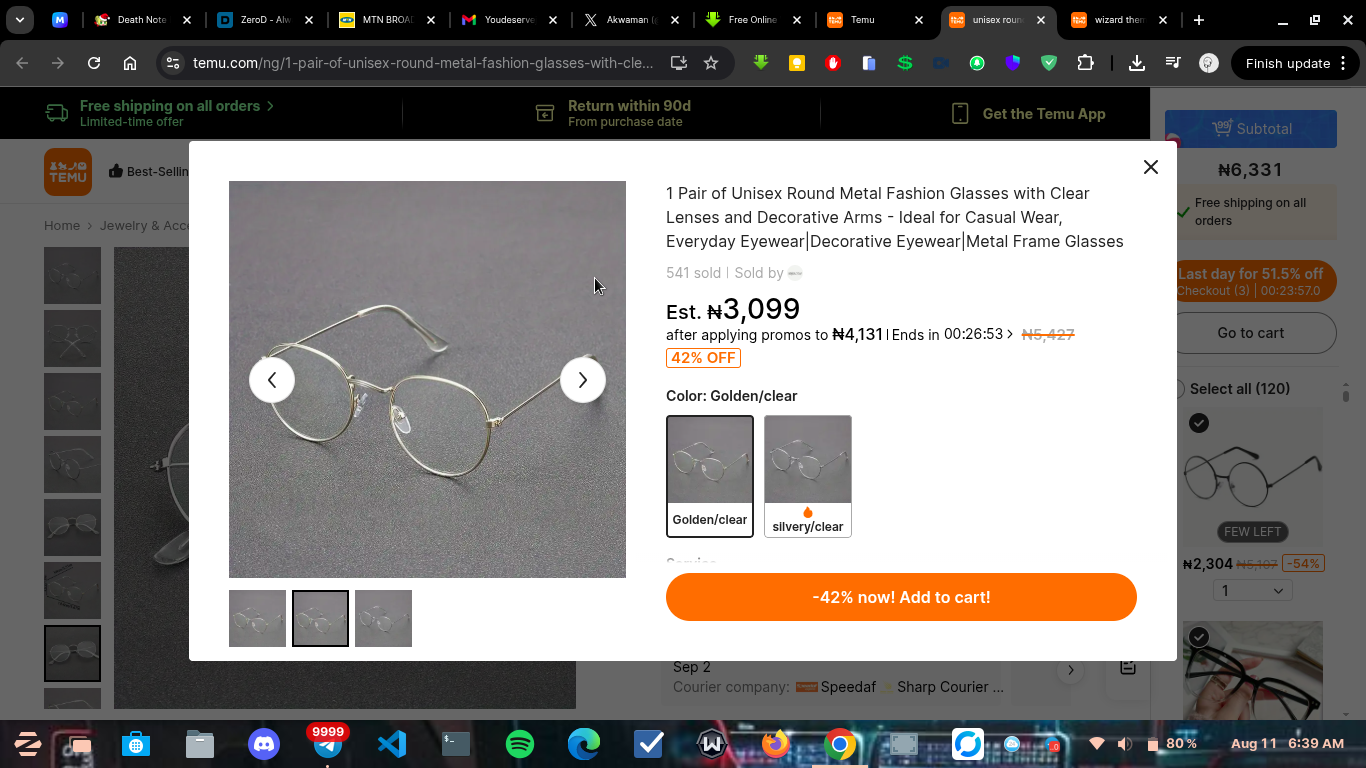 Death Note
ZeroD - Alw
MTN BROAD
Youdeserve
Akwaman (
Free Online
Temu
unisex roun
wizard them
temu.com/ng/1-pair-of-unisex-round-metal-fashion-glasses-with-cle...
Finish update
Free shipping on all orders
Limited-time offer
Return within 90d
From purchase date
Get the Temu App
99+
Subtotal
₦6,331
Free shipping on all
orders
Last day for 51.5% off
Checkout (3) | 00:23:57.0
Go to cart
Select all (120)
FEW LEFT
₦2,304 ₦5,107 -54%
1
TEMU
Best-Sellin
Home
Jewelry & Acce
1 Pair of Unisex Round Metal Fashion Glasses with Clear
Lenses and Decorative Arms - Ideal for Casual Wear,
Everyday Eyewear|Decorative Eyewear|Metal Frame Glasses
541 sold | Sold by
Est. ₦3,099
after applying promos to ₦4,131 | Ends in 00:26:53 ₦5,427
42% OFF
Color: Golden/clear
Golden/clear
silvery/clear
-42% now! Add to cart!
Sep 2
Courier company: Speedaf Sharp Courier ...
9999
80 %
Aug 11 6:39 AM